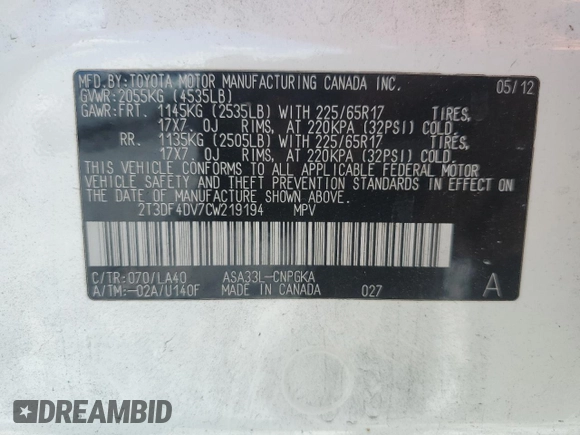 MFD.BY:TOYOTA MOTOR MANUFACTURING CANADA INC. 05/12
GVWR:2055KG (4535LB)
GAWR:FRT. 1145KG (2535LB) WITH 225/65R17 TIRES,
17X7.0J RIMS, AT 220KPA (32PSI) COLD.
RR. 1135KG (2505LB) WITH 225/65R17 TIRES,
17X7.0J RIMS, AT 220KPA (32PSI) COLD.
THIS VEHICLE CONFORMS TO ALL APPLICABLE FEDERAL MOTOR
VEHICLE SAFETY AND THEFT PREVENTION STANDARDS IN EFFECT ON
THE DATE OF MANUFACTURE SHOWN ABOVE.
2T3DF4DV7CW219194 MPV
C/TR:070/LA40 ASA33L-CNPGKA
A/TM:-02A/U140F MADE IN CANADA 027 A
DREAMBID